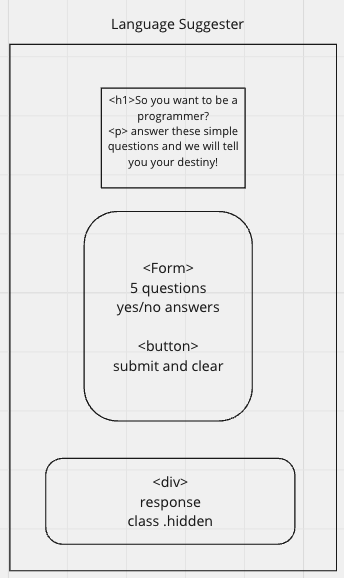 Language Suggester
<h1>So you want to be a
programmer?
<p> answer these simple
questions and we will tell
you your destiny!
<Form>
5 questions
yes/no answers
<button>
submit and clear
<div>
response
class .hidden